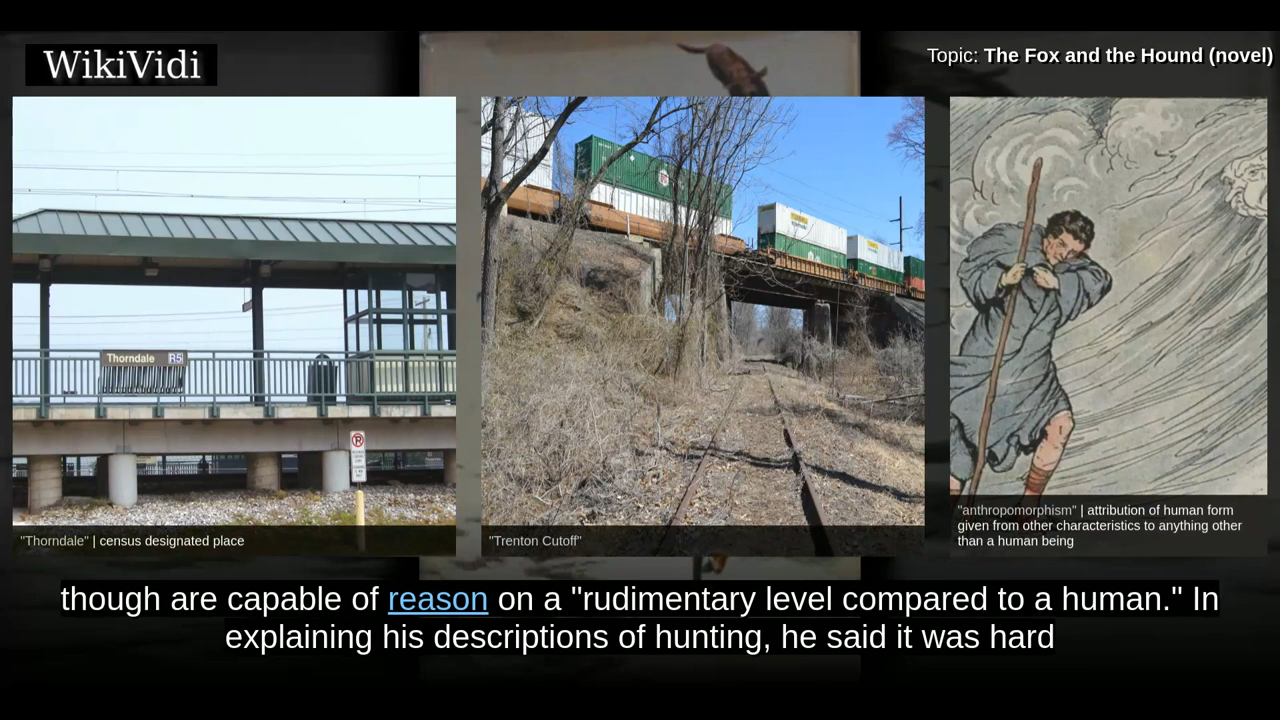 WikiVidi
Topic: The Fox and the Hound (novel)
Thorndale R5
"Thorndale" | census designated place
"Trenton Cutoff"
"anthropomorphism" | attribution of human form
given from other characteristics to anything other
than a human being
though are capable of reason on a "rudimentary level compared to a human." In
explaining his descriptions of hunting, he said it was hard